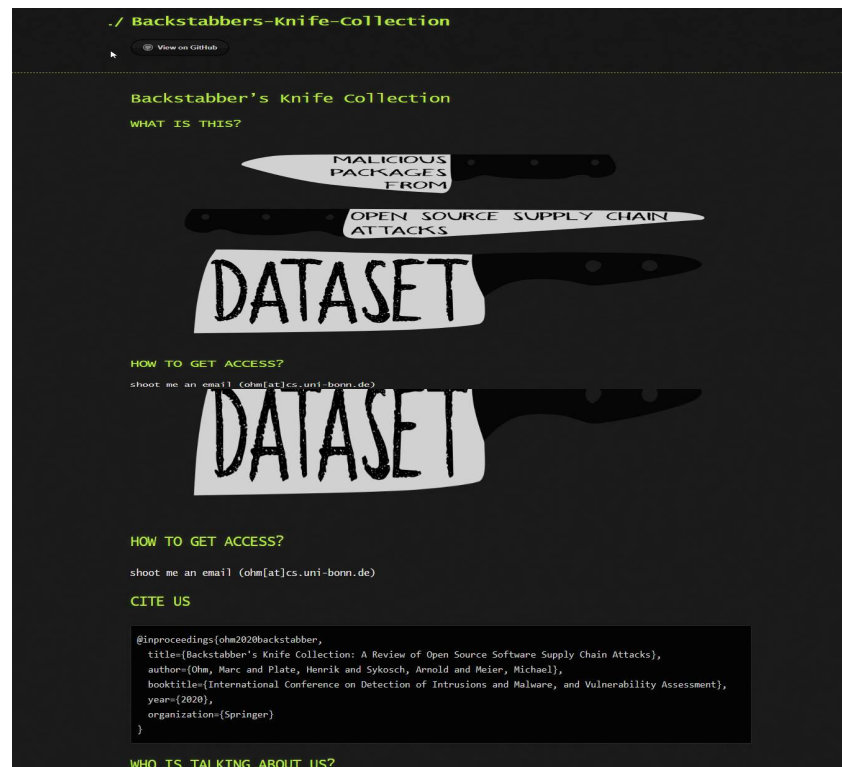 ./ Backstabbers-Knife-Collection
View on GitHub
Backstabber's Knife Collection
WHAT IS THIS?
MALICIOUS
PACKAGES
FROM
OPEN SOURCE SUPPLY CHAIN
ATTACKS
DATASET
HOW TO GET ACCESS?
shoot me an email (ohm[at]cs.uni-bonn.de)
DATASET
HOW TO GET ACCESS?
shoot me an email (ohm[at]cs.uni-bonn.de)
CITE US
@inproceedings{ohm2020backstabber,
title={Backstabber's Knife Collection: A Review of Open Source Software Supply Chain Attacks},
author={Ohm, Marc and Plate, Henrik and Sykosch, Arnold and Meier, Michael},
booktitle={International Conference on Detection of Intrusions and Malware, and Vulnerability Assessment},
year={2020},
organization={Springer}
}
WHO IS TALKING ABOUT US?